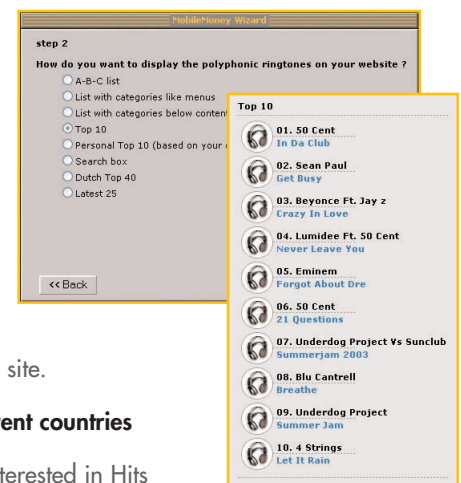 MobileMoney Wizard
step 2
How do you want to display the polyphonic ringtones on your website ?
A-B-C list
List with categories like menus
List with categories below content
Top 10
Personal Top 10 (based on your
Search box
Dutch Top 40
Latest 25
<< Back
Top 10
01. 50 Cent
In Da Club
02. Sean Paul
Get Busy
03. Beyonce Ft. Jay z
Crazy In Love
04. Lumidee Ft. 50 Cent
Never Leave You
05. Eminem
Forgot About Dre
06. 50 Cent
21 Questions
07. Underdog Project Vs Sunclub
Summerjam 2003
08. Blu Cantrell
Breathe
09. Underdog Project
Summer Jam
10. 4 Strings
Let It Rain
site.
countries
in Hits